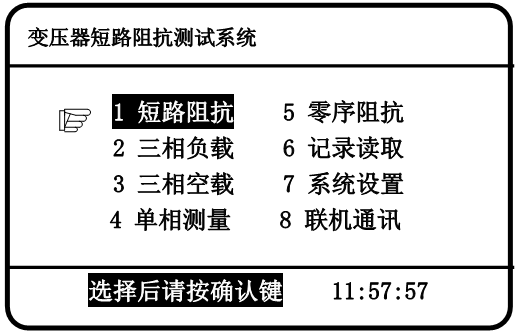 变压器短路阻抗测试系统
1 短路阻抗 5 零序阻抗
2 三相负载 6 记录读取
3 三相空载 7 系统设置
4 单相测量 8 联机通讯
选择后请按确认键 11:57:57